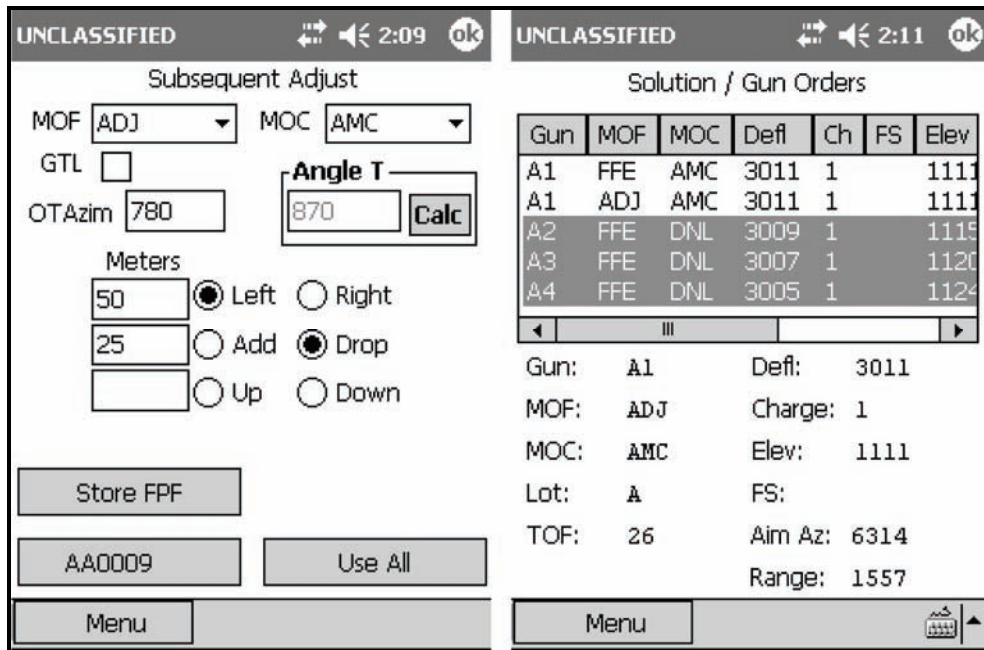 UNCLASSIFIED 2:09 ok
Subsequent Adjust
MOF ADJ MOC AMC
GTL
Angle T
OTAzim 780 870 Calc
Meters
50 Left Right
25 Add Drop
Up Down
Store FPF
AA0009 Use All
Menu
UNCLASSIFIED 2:11 ok
Solution / Gun Orders
Gun MOF MOC Defl Ch FS Elev
A1 FFE AMC 3011 1 1111
A1 ADJ AMC 3011 1 1111
A2 FFE DNL 3009 1 1115
A3 FFE DNL 3007 1 1120
A4 FFE DNL 3005 1 1124
Gun: A1 Defl: 3011
MOF: ADJ Charge: 1
MOC: AMC Elev: 1111
Lot: A FS:
TOF: 26 Aim Az: 6314
Range: 1557
Menu